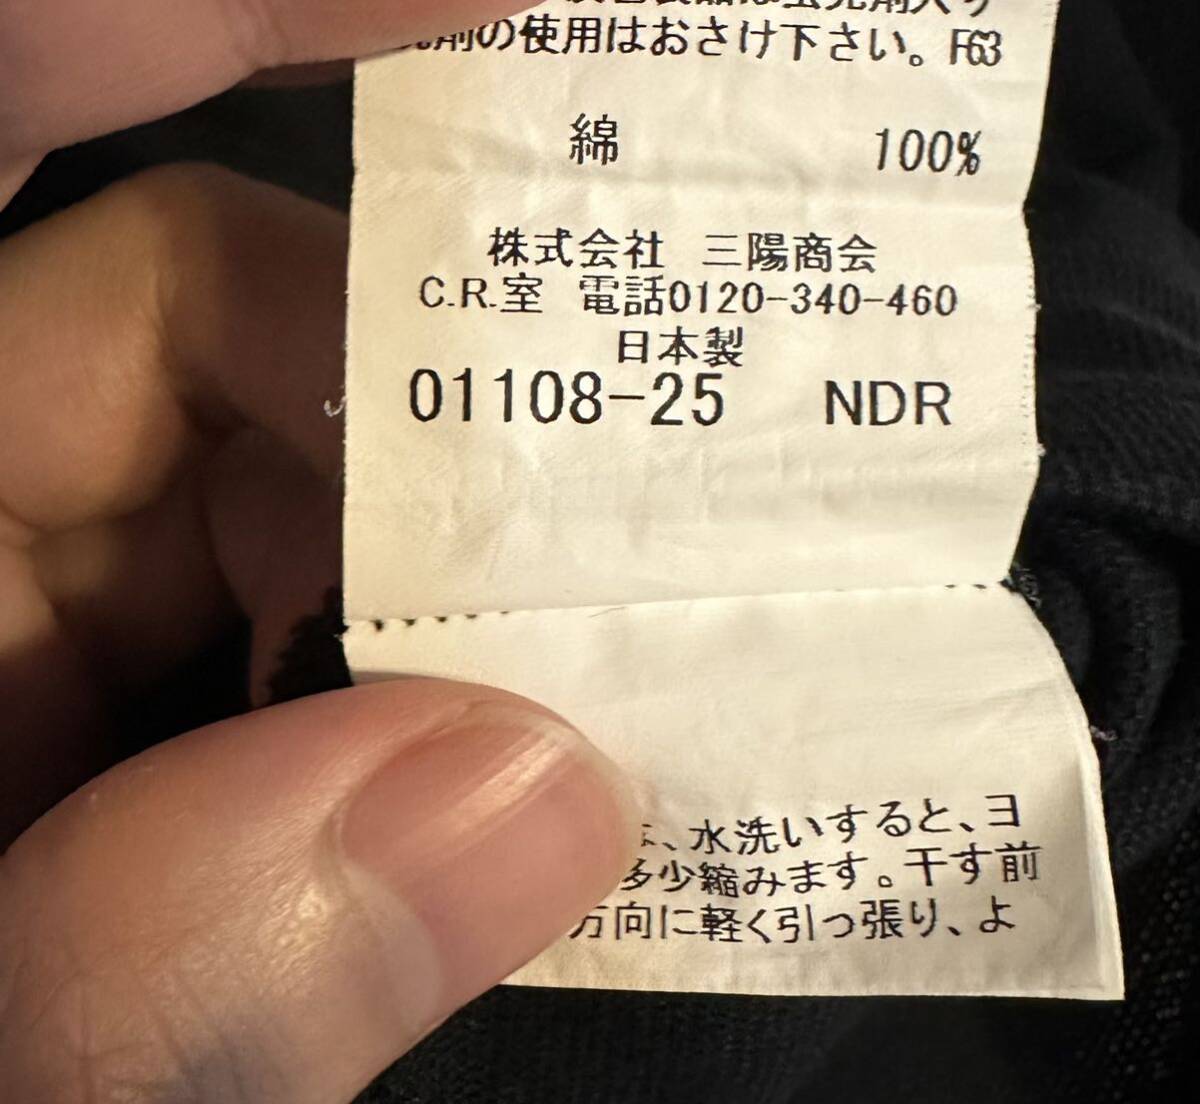 剤の使用はおさけ下さい。F63
綿 100%
株式会社 三陽商会
C.R.室 電話0120-340-460
日本製
01108-25 NDR
、水洗いすると、ヨ
多少縮みます。干す前
方向に軽く引っ張り、よ